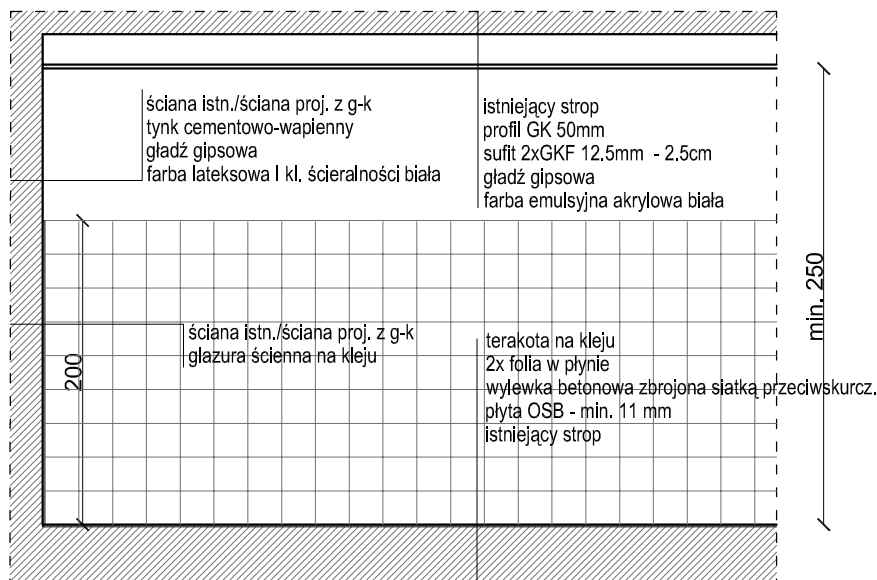 ściana istn./ściana proj. z g-k
tynk cementowo-wapienny
gładź gipsowa
farba lateksowa I kl. ścieralności biała
istniejący strop
profil GK 50mm
sufit 2xGKF 12.5mm - 2.5cm
gładź gipsowa
farba emulsyjna akrylowa biała
min. 250
200
ściana istn./ściana proj. z g-k
glazura ścienna na kleju
terakota na kleju
2x folia w płynie
wylewka betonowa zbrojona siatką przeciwskurcz.
płyta OSB - min. 11 mm
istniejący strop